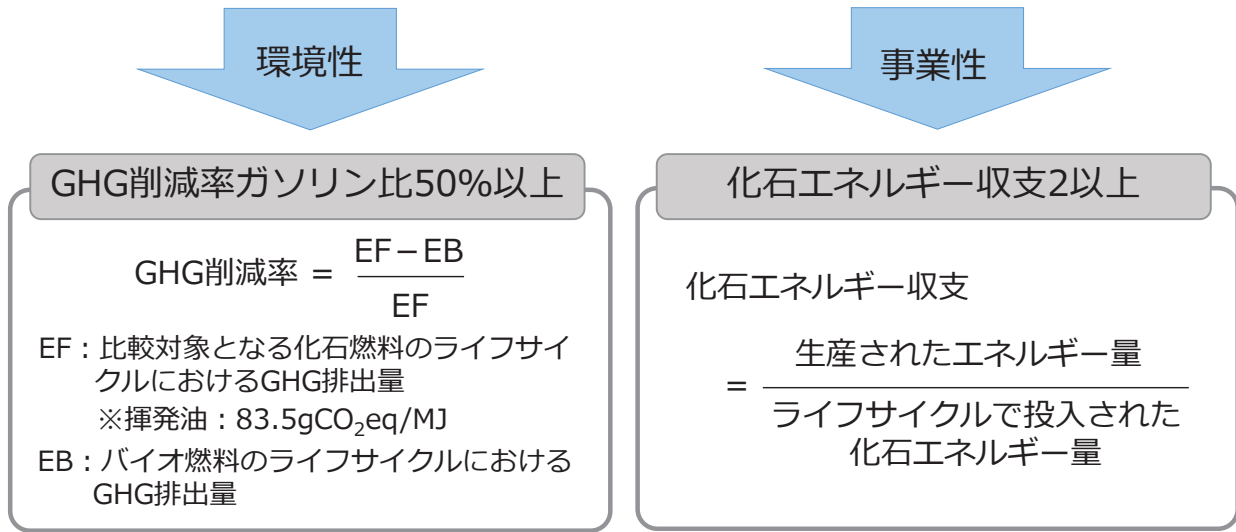 環境性
GHG削減率ガソリン比50%以上
GHG削減率 = EF−EB
EF
EF：比較対象となる化石燃料のライフサイ
クルにおけるGHG排出量
※揮発油：83.5gCO₂eq/MJ
EB：バイオ燃料のライフサイクルにおける
GHG排出量
事業性
化石エネルギー収支2以上
化石エネルギー収支
= 生産されたエネルギー量
ライフサイクルで投入された
化石エネルギー量